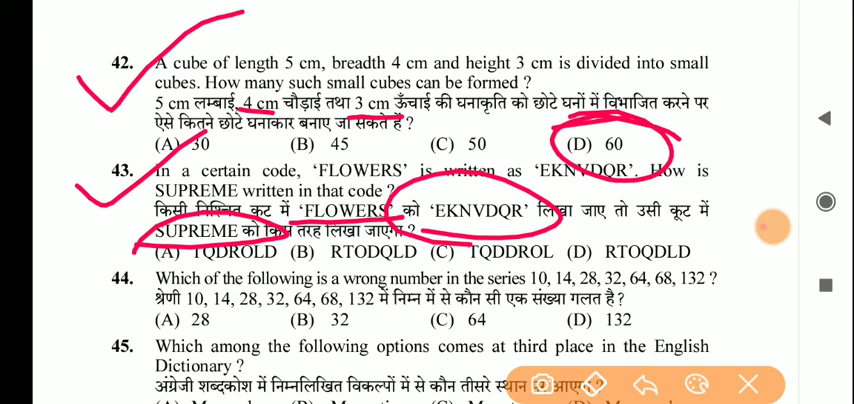 42. A cube of length 5 cm, breadth 4 cm and height 3 cm is divided into small
cubes. How many such small cubes can be formed ?
5 cm लम्बाई, 4 cm चौड़ाई तथा 3 cm ऊँचाई की घनाकृति को छोटे घनों में विभाजित करने पर
ऐसे कितने छोटे घनाकार बनाए जा सकते हैं ?
(A) 30 (B) 45 (C) 50 (D) 60
43. In a certain code, ‘FLOWERS’ is written as ‘EKNVDQR’. How is
SUPREME written in that code ?
किसी निश्चित कूट में ‘FLOWERS’ को ‘EKNVDQR’ लिखा जाए तो उसी कूट में
SUPREME को किस तरह लिखा जाएगा ?
(A) TQDROLD (B) RTODQLD (C) TQDDROL (D) RTOQDLD
44. Which of the following is a wrong number in the series 10, 14, 28, 32, 64, 68, 132 ?
श्रेणी 10, 14, 28, 32, 64, 68, 132 में निम्न में से कौन सी एक संख्या गलत है ?
(A) 28 (B) 32 (C) 64 (D) 132
45. Which among the following options comes at third place in the English
Dictionary ?
अंग्रेजी शब्दकोश में निम्नलिखित विकल्पों में से कौन तीसरे स्थान